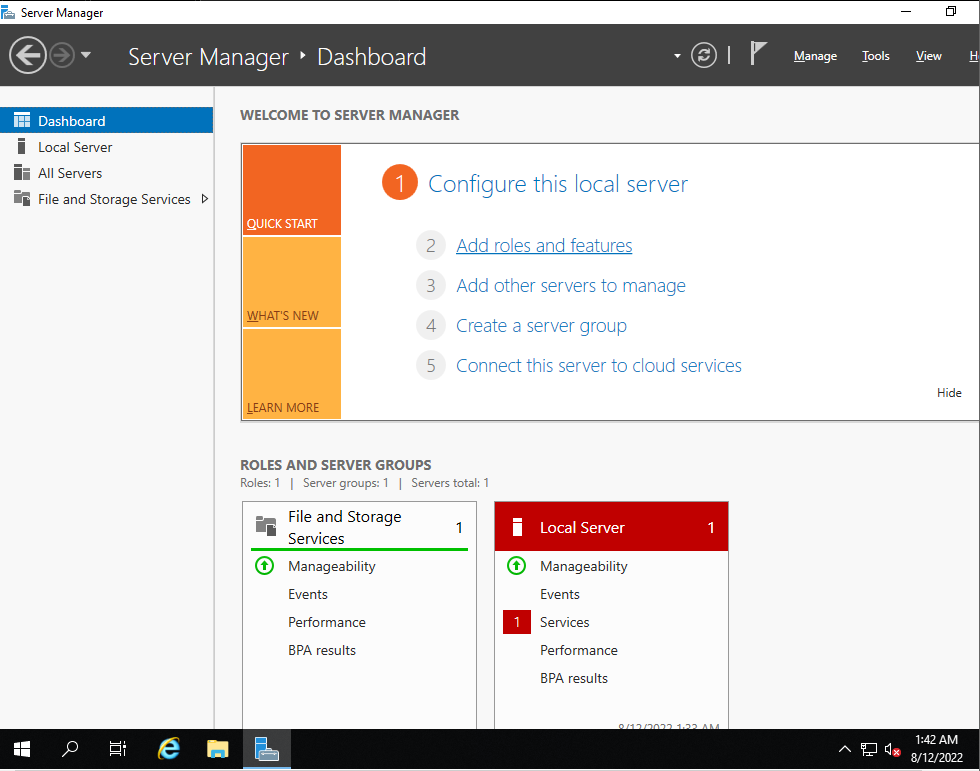 Server Manager
Server Manager ‣ Dashboard
Manage Tools View H
Dashboard
Local Server
All Servers
File and Storage Services
WELCOME TO SERVER MANAGER
QUICK START
WHAT'S NEW
LEARN MORE
1 Configure this local server
2 Add roles and features
3 Add other servers to manage
4 Create a server group
5 Connect this server to cloud services
Hide
ROLES AND SERVER GROUPS
Roles: 1 | Server groups: 1 | Servers total: 1
File and Storage
Services 1
Manageability
Events
Performance
BPA results
Local Server 1
Manageability
Events
1 Services
Performance
BPA results
8/12/2022 1:33 AM
1:42 AM
8/12/2022